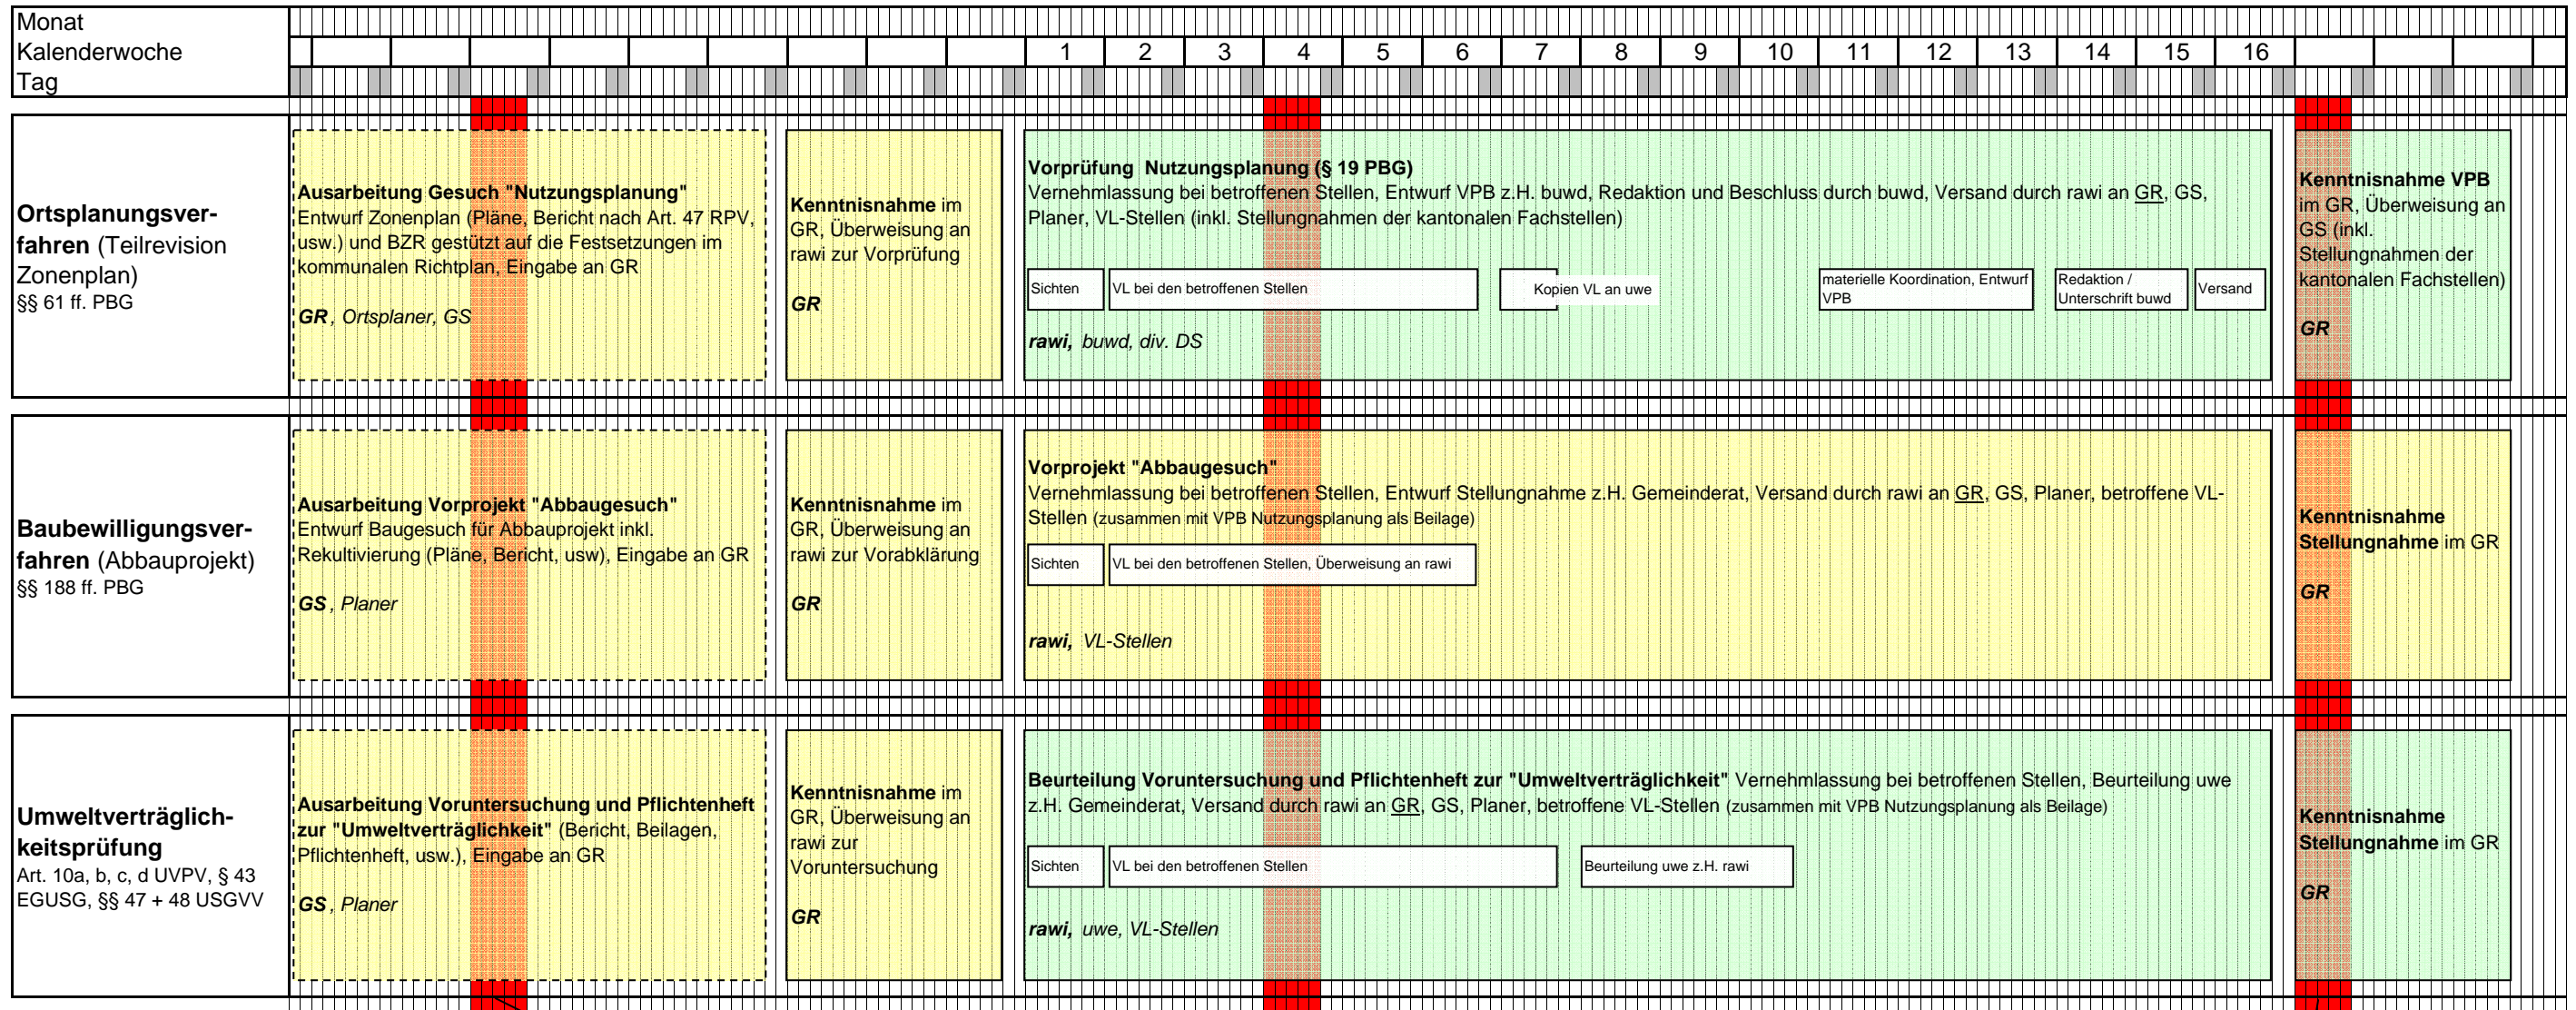 Monat
Kalenderwoche
Tag
1 2 3 4 5 6 7 8 9 10 11 12 13 14 15 16
Ortsplanungsver-
fahren (Teilrevision
Zonenplan)
§§ 61 ff. PBG
Ausarbeitung Gesuch "Nutzungsplanung"
Entwurf Zonenplan (Pläne, Bericht nach Art. 47 RPV,
usw.) und BZR gestützt auf die Festsetzungen im
kommunalen Richtplan, Eingabe an GR
GR, Ortsplaner, GS
Kenntnisnahme im
GR, Überweisung an
rawi zur Vorprüfung
GR
Vorprüfung Nutzungsplanung (§ 19 PBG)
Vernehmlassung bei betroffenen Stellen, Entwurf VPB z.H. buwd, Redaktion und Beschluss durch buwd, Versand durch rawi an GR, GS,
Planer, VL-Stellen (inkl. Stellungnahmen der kantonalen Fachstellen)
Sichten
VL bei den betroffenen Stellen
Kopien VL an uwe
materielle Koordination, Entwurf
VPB
Redaktion /
Unterschrift buwd
Versand
rawi, buwd, div. DS
Kenntnisnahme VPB
im GR, Überweisung an
GS (inkl.
Stellungnahmen der
kantonalen Fachstellen)
GR
Baubewilligungsver-
fahren (Abbauprojekt)
§§ 188 ff. PBG
Ausarbeitung Vorprojekt "Abbaugesuch"
Entwurf Baugesuch für Abbauprojekt inkl.
Rekultivierung (Pläne, Bericht, usw), Eingabe an GR
GS, Planer
Kenntnisnahme im
GR, Überweisung an
rawi zur Vorabklärung
GR
Vorprojekt "Abbaugesuch"
Vernehmlassung bei betroffenen Stellen, Entwurf Stellungnahme z.H. Gemeinderat, Versand durch rawi an GR, GS, Planer, betroffene VL-
Stellen (zusammen mit VPB Nutzungsplanung als Beilage)
Sichten
VL bei den betroffenen Stellen, Überweisung an rawi
rawi, VL-Stellen
Kenntnisnahme
Stellungnahme im GR
GR
Umweltverträglich-
keitsprüfung
Art. 10a, b, c, d UVPV, § 43
EGUSG, §§ 47 + 48 USGVV
Ausarbeitung Voruntersuchung und Pflichtenheft
zur "Umweltverträglichkeit" (Bericht, Beilagen,
Pflichtenheft, usw.), Eingabe an GR
GS, Planer
Kenntnisnahme im
GR, Überweisung an
rawi zur
Voruntersuchung
GR
Beurteilung Voruntersuchung und Pflichtenheft zur "Umweltverträglichkeit" Vernehmlassung bei betroffenen Stellen, Beurteilung uwe
z.H. Gemeinderat, Versand durch rawi an GR, GS, Planer, betroffene VL-Stellen (zusammen mit VPB Nutzungsplanung als Beilage)
Sichten
VL bei den betroffenen Stellen
Beurteilung uwe z.H. rawi
rawi, uwe, VL-Stellen
Kenntnisnahme
Stellungnahme im GR
GR